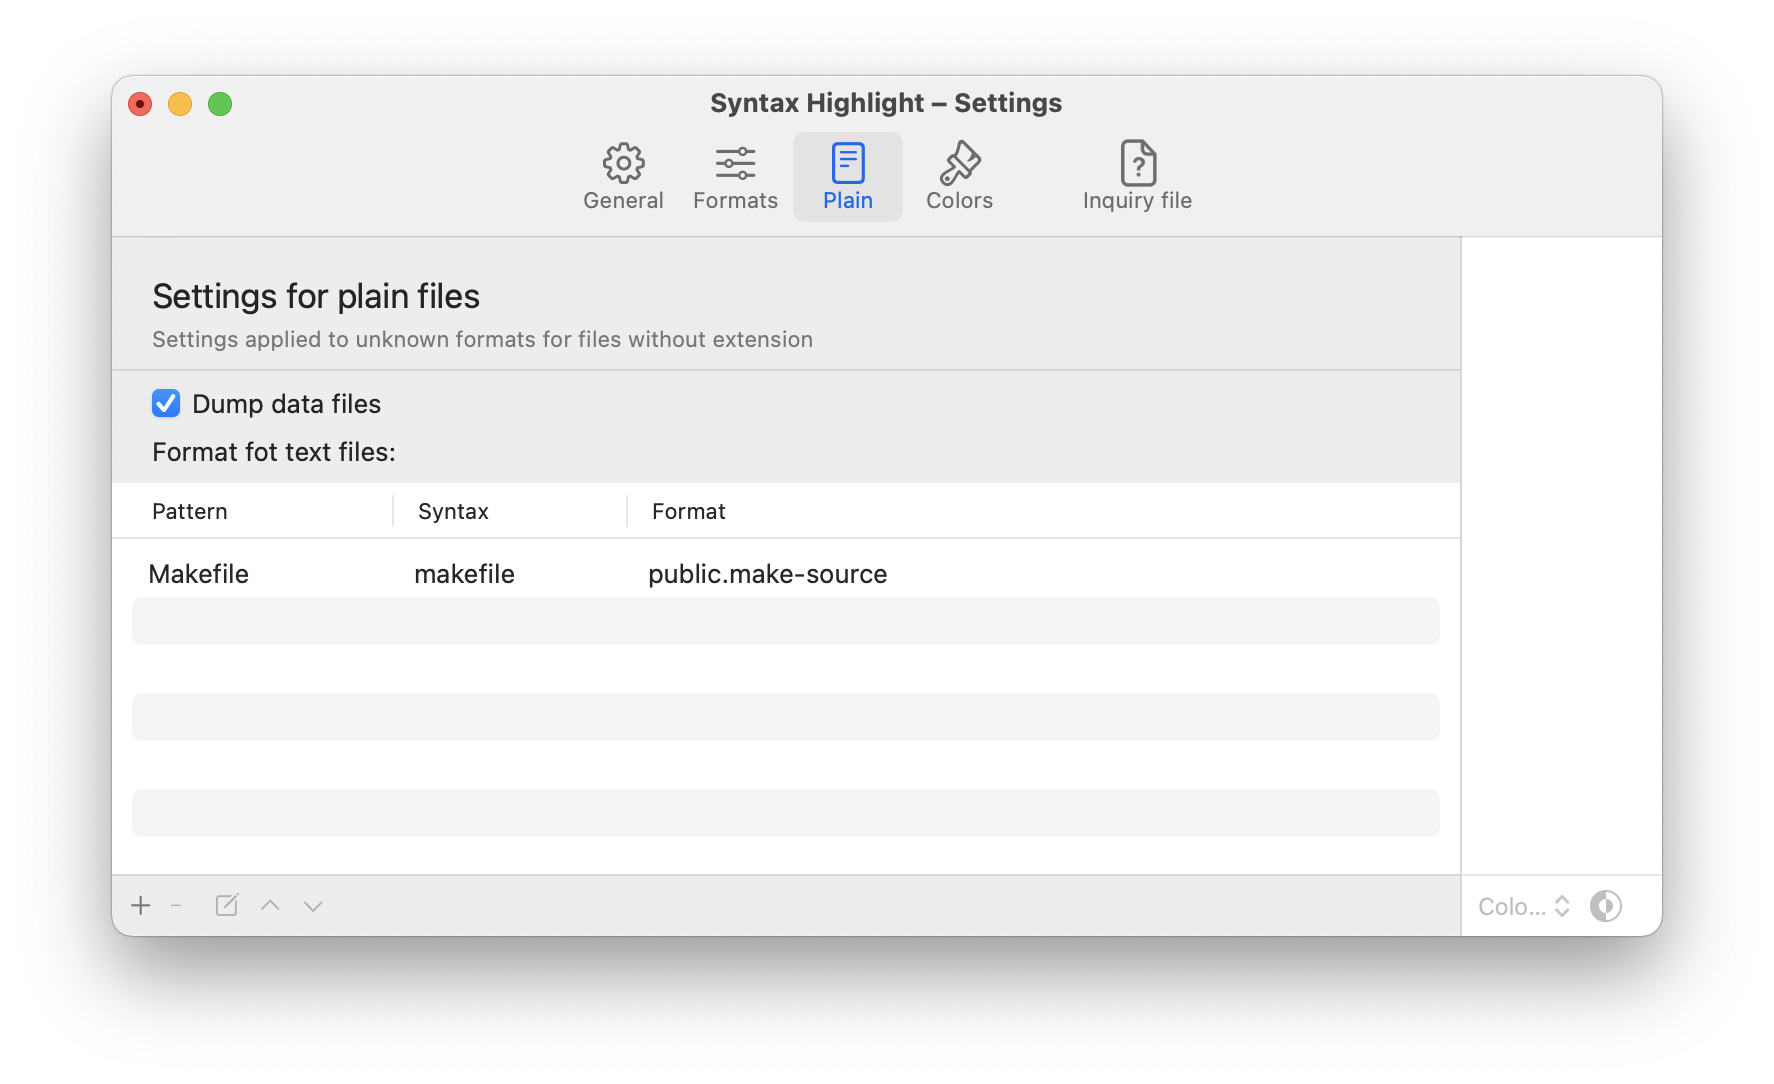 Syntax Highlight – Settings
General Formats Plain Colors Inquiry file
Settings for plain files
Settings applied to unknown formats for files without extension
Dump data files
Format fot text files:
Pattern Syntax Format
Makefile makefile public.make-source
Colo...